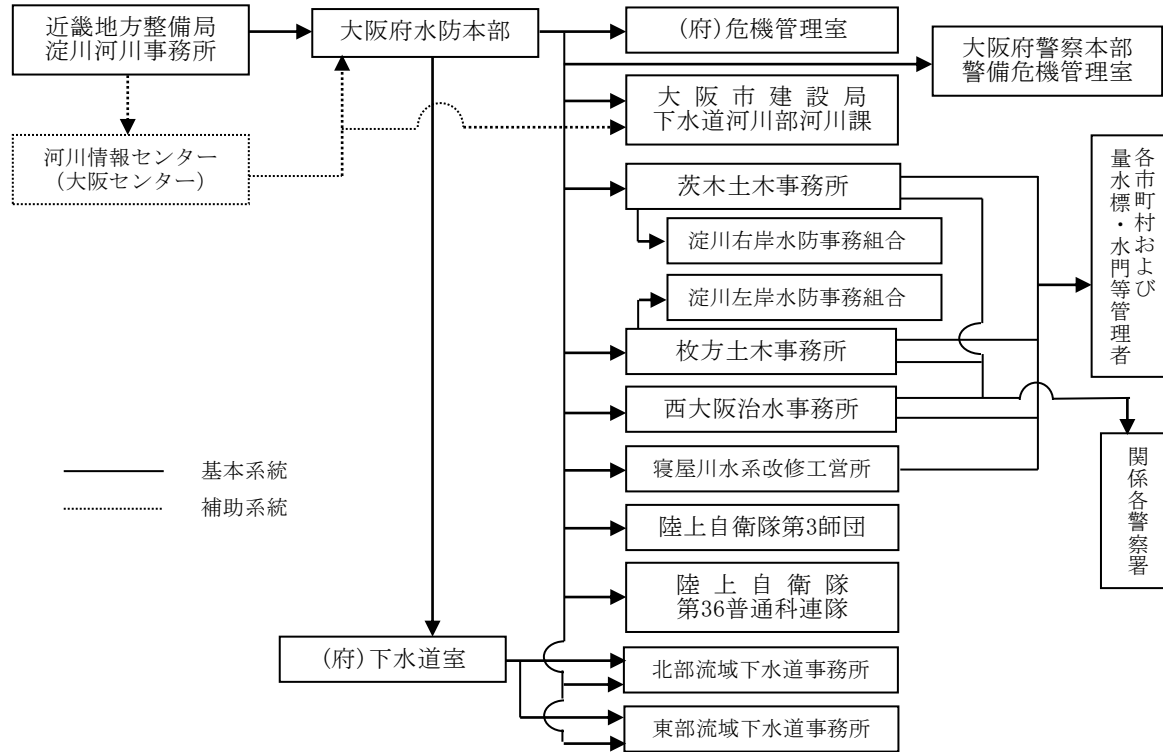 近畿地方整備局
淀川河川事務所
大阪府水防本部
(府)危機管理室
大阪府警察本部
警備危機管理室
大阪市建設局
下水道河川部河川課
河川情報センター
(大阪センター)
茨木土木事務所
淀川右岸水防事務組合
淀川左岸水防事務組合
枚方土木事務所
西大阪治水事務所
寝屋川水系改修工営所
陸上自衛隊第3師団
陸上自衛隊
第36普通科連隊
(府)下水道室
北部流域下水道事務所
東部流域下水道事務所
各市町村および
量水標・水門等管理者
関係各警察署
基本系統
補助系統